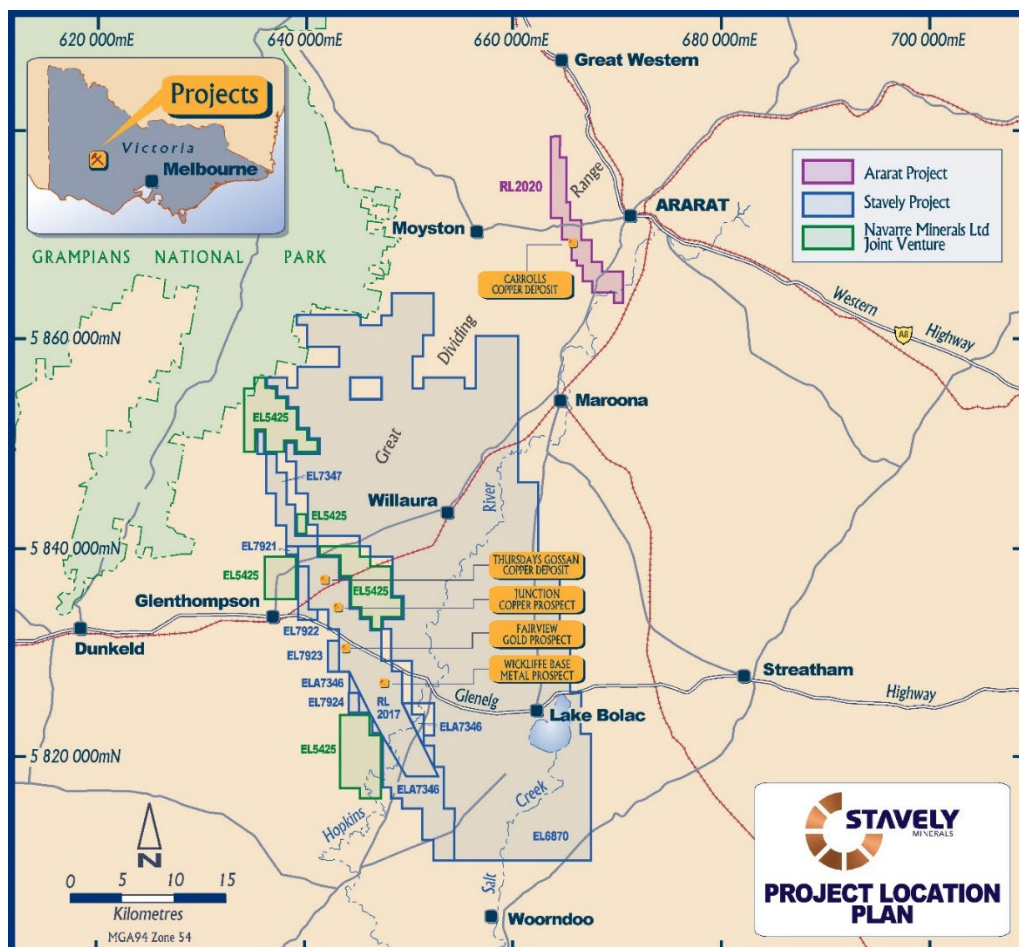 620 000mE
640 000mE
660 000mE
680 000mE
700 000mE
Projects
Victoria
Melbourne
Great Western
RL2020
Range
ARARAT
Moyston
CARROLLS
COPPER DEPOSIT
Ararat Project
Stavely Project
Navarre Minerals Ltd
Joint Venture
GRAMPIANS NATIONAL PARK
Western
Highway
A8
5 860 000mN
Dividing
Great
Maroona
EL5425
EL7347
Willaura
River
EL5425
EL7921
5 840 000mN
EL5425
EL5425
THURSDAYS GOSSAN
COPPER DEPOSIT
JUNCTION
COPPER PROSPECT
FAIRVIEW
GOLD PROSPECT
WICKLIFFE BASE
METAL PROSPECT
Glenthompson
Dunkeld
EL7922
EL7923
ELA7346
EL7924
RL
2017
ELA7346
Glenelg
Highway
Streatham
Lake Bolac
EL5425
5 820 000mN
ELA7346
Hopkins
Creek
EL6870
Salt
Woorndoo
N
0 5 10 15
Kilometres
MGA94 Zone 54
STAVELY
MINERALS
PROJECT LOCATION
PLAN